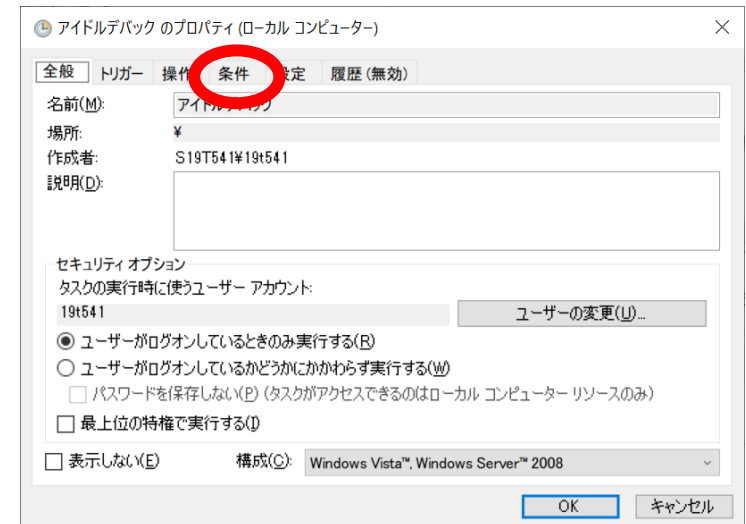 アイドルデバック のプロパティ (ローカル コンピューター)
全般 トリガー 操作 条件 設定 履歴 (無効)
名前(M): アイドルデバック
場所: ¥
作成者: S19T541¥19t541
説明(D):
セキュリティ オプション
タスクの実行時に使うユーザー アカウント:
19t541 ユーザーの変更(U)...
ユーザーがログオンしているときのみ実行する(R)
ユーザーがログオンしているかどうかにかかわらず実行する(W)
パスワードを保存しない(P) (タスクがアクセスできるのはローカル コンピューター リソースのみ)
最上位の特権で実行する(I)
表示しない(E) 構成(C): Windows Vista™, Windows Server™ 2008
OK キャンセル